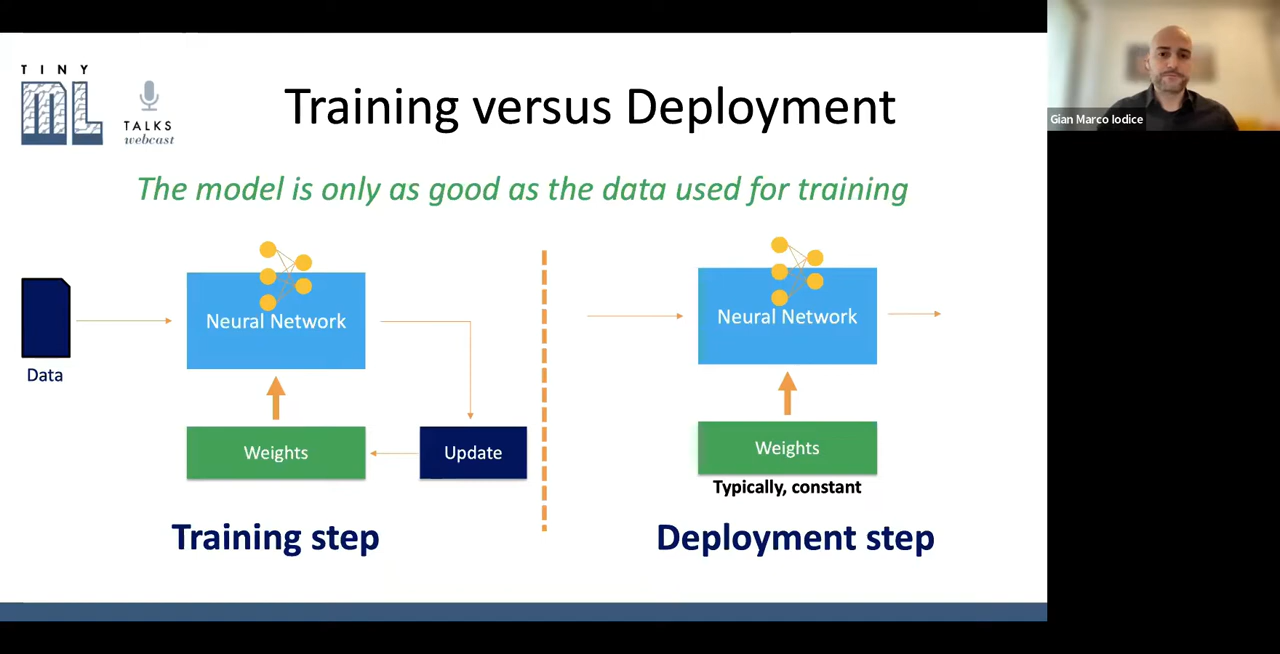 TINY
ML
TALKS
webcast
Training versus Deployment
Gian Marco Iodice
The model is only as good as the data used for training
Data
Neural Network
Weights
Update
Training step
Neural Network
Weights
Typically, constant
Deployment step